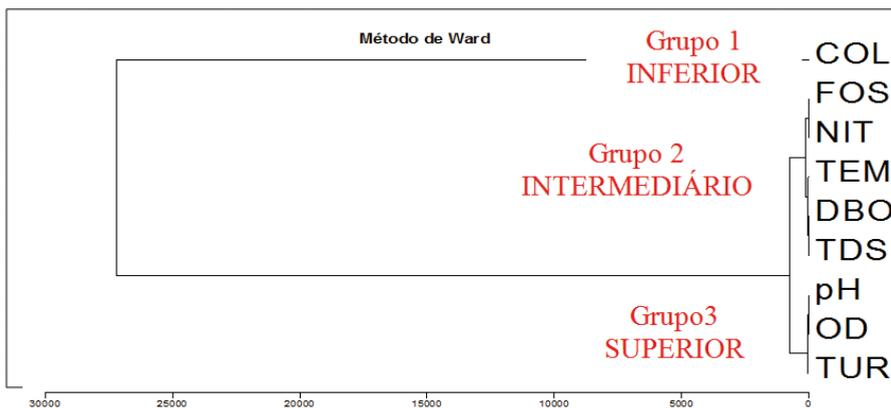 Método de Ward
Grupo 1
INFERIOR
COL
FOS
NIT
Grupo 2
INTERMEDIÁRIO
TEM
DBO
TDS
pH
Grupo3
SUPERIOR
OD
TUR
30000 25000 20000 15000 10000 5000 0